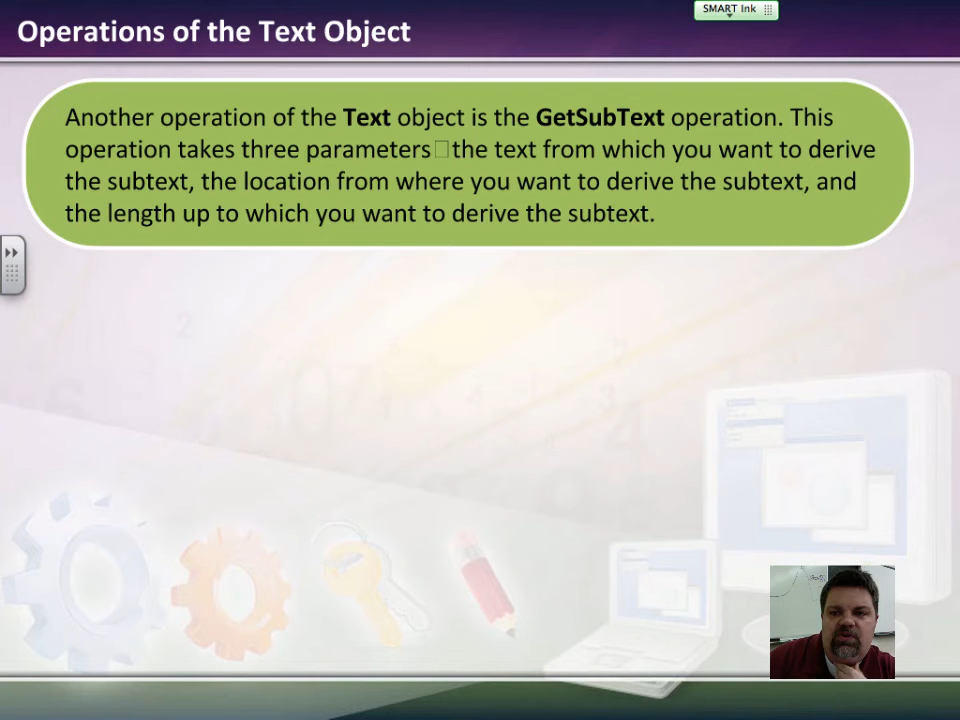 SMART Ink
Operations of the Text Object
Another operation of the Text object is the GetSubText operation. This
operation takes three parameters□the text from which you want to derive
the subtext, the location from where you want to derive the subtext, and
the length up to which you want to derive the subtext.